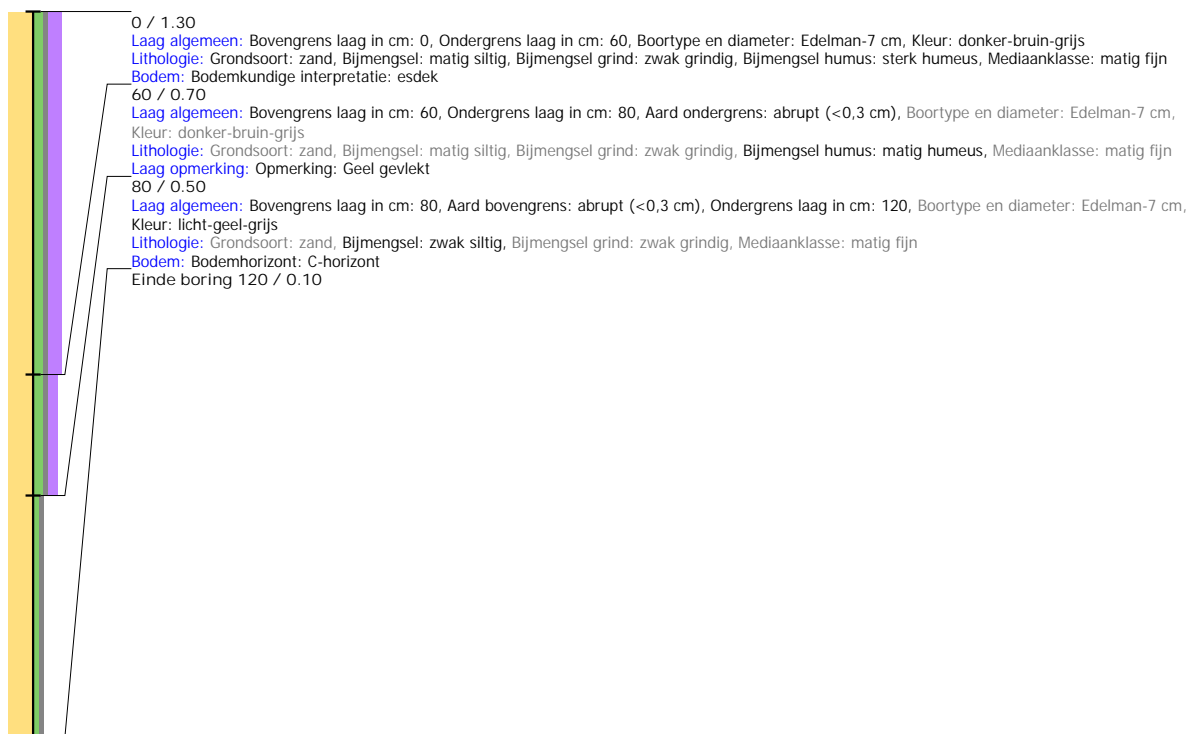 0 / 1.30
Laag algemeen: Bovengrens laag in cm: 0, Ondergrens laag in cm: 60, Boortype en diameter: Edelman-7 cm, Kleur: donker-bruin-grijs
Lithologie: Grondsoort: zand, Bijmengsel: matig siltig, Bijmengsel grind: zwak grindig, Bijmengsel humus: sterk humeus, Mediaanklasse: matig fijn
Bodem: Bodemkundige interpretatie: esdek
60 / 0.70
Laag algemeen: Bovengrens laag in cm: 60, Ondergrens laag in cm: 80, Aard ondergrens: abrupt (<0,3 cm), Boortype en diameter: Edelman-7 cm,
Kleur: donker-bruin-grijs
Lithologie: Grondsoort: zand, Bijmengsel: matig siltig, Bijmengsel grind: zwak grindig, Bijmengsel humus: matig humeus, Mediaanklasse: matig fijn
Laag opmerking: Opmerking: Geel gevlekt
80 / 0.50
Laag algemeen: Bovengrens laag in cm: 80, Aard bovengrens: abrupt (<0,3 cm), Ondergrens laag in cm: 120, Boortype en diameter: Edelman-7 cm,
Kleur: licht-geel-grijs
Lithologie: Grondsoort: zand, Bijmengsel: zwak siltig, Bijmengsel grind: zwak grindig, Mediaanklasse: matig fijn
Bodem: Bodemhorizont: C-horizont
Einde boring 120 / 0.10